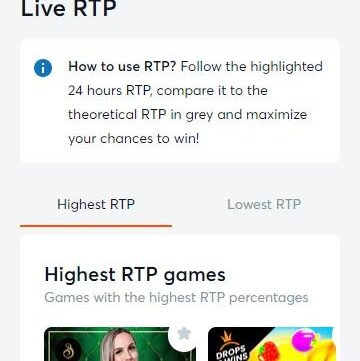 Live RTP
How to use RTP? Follow the highlighted
24 hours RTP, compare it to the
theoretical RTP in grey and maximize
your chances to win!
Highest RTP
Lowest RTP
Highest RTP games
Games with the highest RTP percentages
DROPS
& WINS